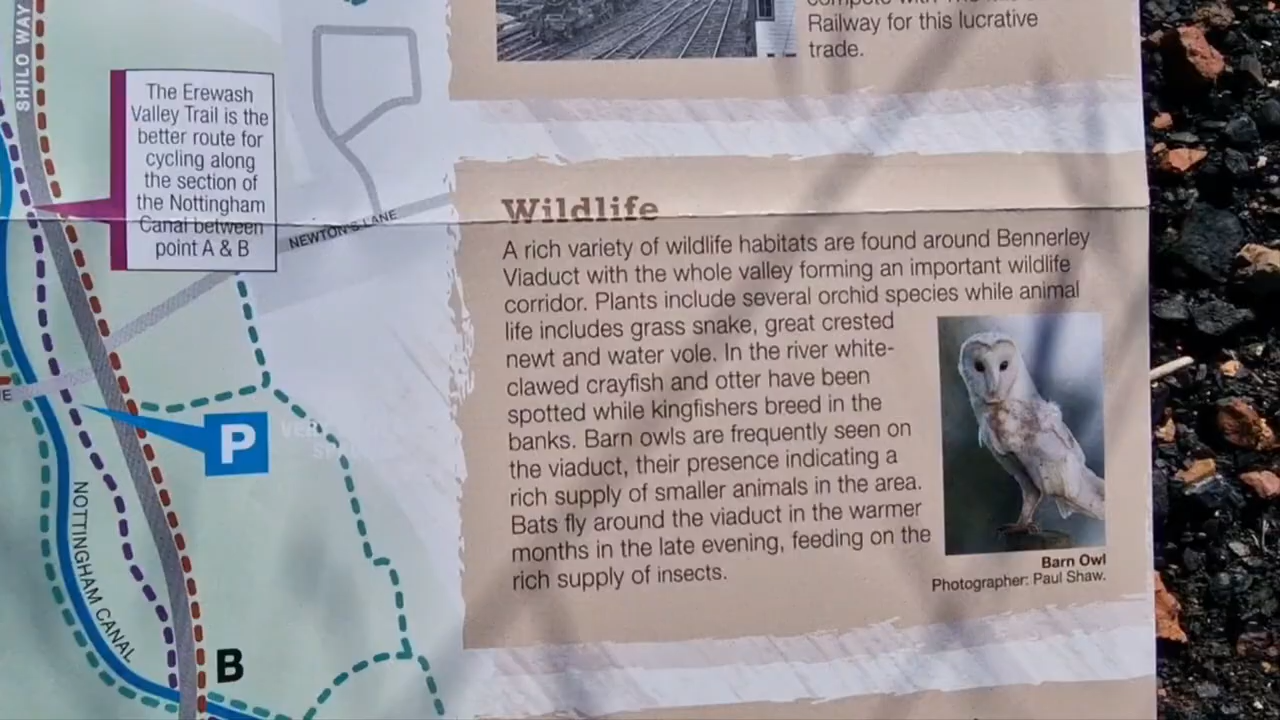 SHILO WAY
The Erewash
Valley Trail is the
better route for
cycling along
the section of
the Nottingham
Canal between
point A & B
NEWTON'S LANE
P
NOTTINGHAM CANAL
B
Railway for this lucrative
trade.
Wildlife
A rich variety of wildlife habitats are found around Bennerley
Viaduct with the whole valley forming an important wildlife
corridor. Plants include several orchid species while animal
life includes grass snake, great crested
newt and water vole. In the river white-
clawed crayfish and otter have been
spotted while kingfishers breed in the
banks. Barn owls are frequently seen on
the viaduct, their presence indicating a
rich supply of smaller animals in the area.
Bats fly around the viaduct in the warmer
months in the late evening, feeding on the
rich supply of insects.
Barn Owl
Photographer: Paul Shaw.